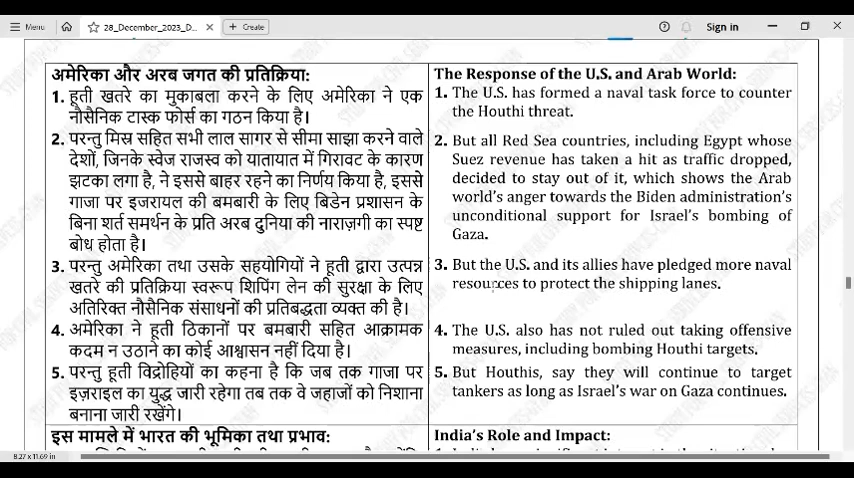 Menu
28_December_2023_D...
+ Create
Sign in
अमेरिका और अरब जगत की प्रतिक्रिया:
1. हूती खतरे का मुकाबला करने के लिए अमेरिका ने एक
नौसैनिक टास्क फोर्स का गठन किया है।
2. परन्तु मिस्र सहित सभी लाल सागर से सीमा साझा करने वाले
देशों, जिनके स्वेज राजस्व को यातायात में गिरावट के कारण
झटका लगा है, ने इससे बाहर रहने का निर्णय किया है, इससे
गाजा पर इजरायल की बमबारी के लिए बिडेन प्रशासन के
बिना शर्त समर्थन के प्रति अरब दुनिया की नाराज़गी का स्पष्ट
बोध होता है।
3. परन्तु अमेरिका तथा उसके सहयोगियों ने हूती द्वारा उत्पन्न
खतरे की प्रतिक्रिया स्वरूप शिपिंग लेन की सुरक्षा के लिए
अतिरिक्त नौसैनिक संसाधनों की प्रतिबद्धता व्यक्त की है।
4. अमेरिका ने हूती ठिकानों पर बमबारी सहित आक्रामक
कदम न उठाने का कोई आश्वासन नहीं दिया है।
5. परन्तु हूती विद्रोहियों का कहना है कि जब तक गाजा पर
इज़राइल का युद्ध जारी रहेगा तब तक वे जहाजों को निशाना
बनाना जारी रखेंगे।
इस मामले में भारत की भूमिका तथा प्रभाव:
The Response of the U.S. and Arab World:
1. The U.S. has formed a naval task force to counter
the Houthi threat.
2. But all Red Sea countries, including Egypt whose
Suez revenue has taken a hit as traffic dropped,
decided to stay out of it, which shows the Arab
world's anger towards the Biden administration's
unconditional support for Israel's bombing of
Gaza.
3. But the U.S. and its allies have pledged more naval
resources to protect the shipping lanes.
4. The U.S. also has not ruled out taking offensive
measures, including bombing Houthi targets.
5. But Houthis, say they will continue to target
tankers as long as Israel's war on Gaza continues.
India's Role and Impact:
8.27 x 11.69 in